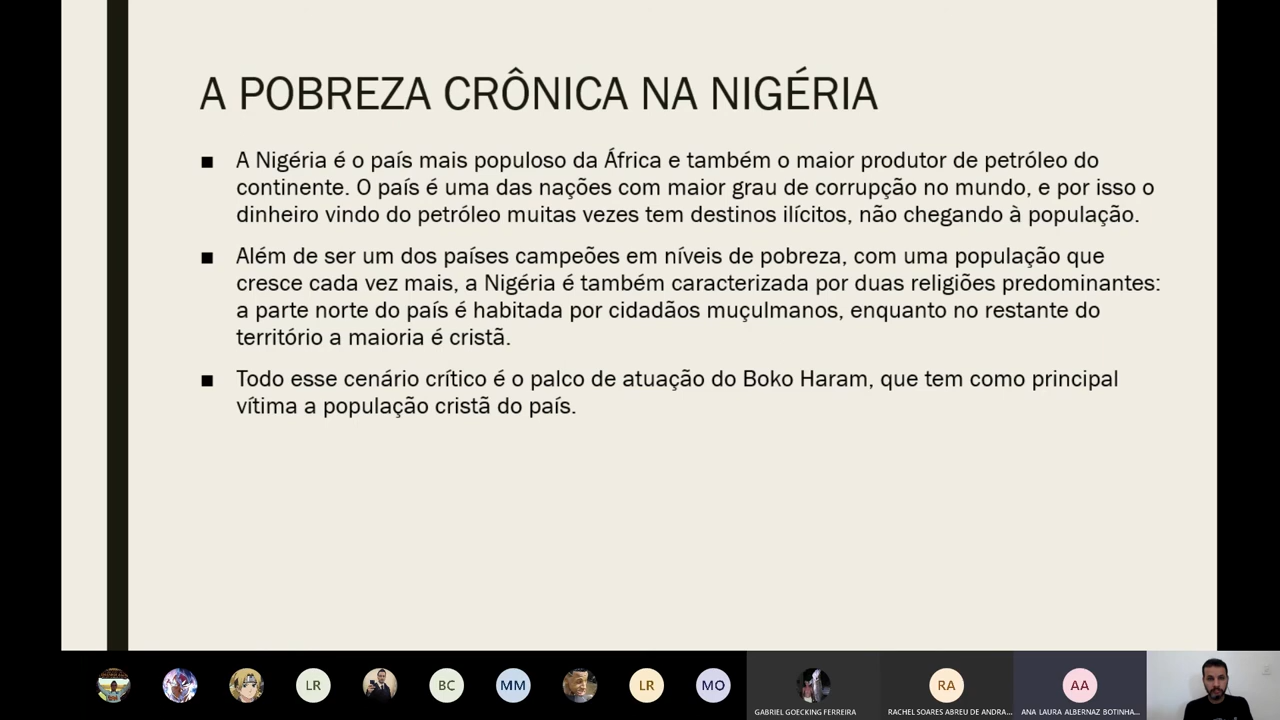 A POBREZA CRÔNICA NA NIGÉRIA
■ A Nigéria é o país mais populoso da África e também o maior produtor de petróleo do
continente. O país é uma das nações com maior grau de corrupção no mundo, e por isso o
dinheiro vindo do petróleo muitas vezes tem destinos ilícitos, não chegando à população.
■ Além de ser um dos países campeões em níveis de pobreza, com uma população que
cresce cada vez mais, a Nigéria é também caracterizada por duas religiões predominantes:
a parte norte do país é habitada por cidadãos muçulmanos, enquanto no restante do
território a maioria é cristã.
■ Todo esse cenário crítico é o palco de atuação do Boko Haram, que tem como principal
vítima a população cristã do país.
LR BC MM LR MO RA AA
GABRIEL GOECKING FERREIRA RACHEL SOARES ABREU DE ANDRA... ANA LAURA ALBERNAZ BOTINHA...